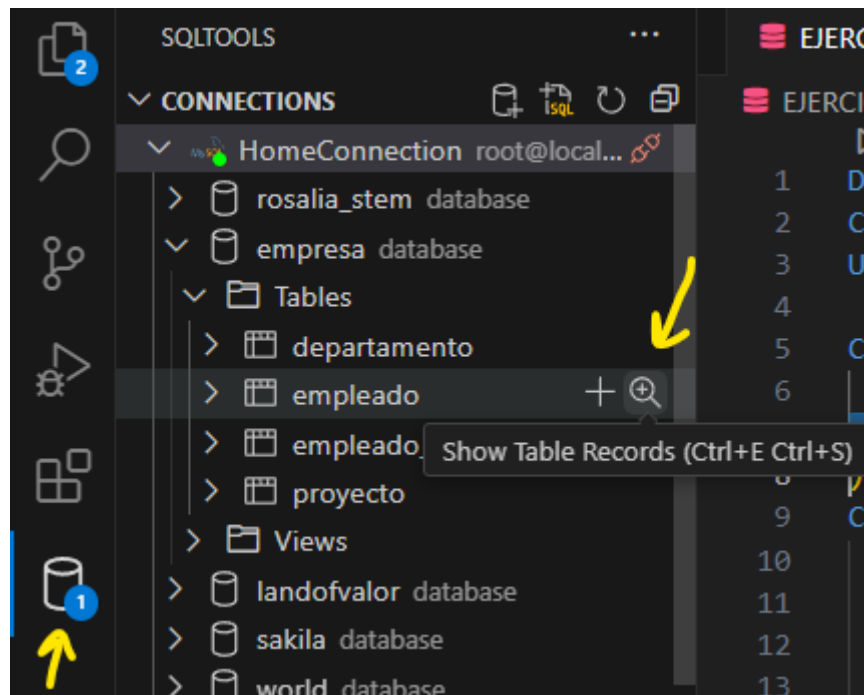 SQLTOOLS ...
EJERC
2
CONNECTIONS
SQL
EJERCI
HomeConnection root@local...
rosalia_stem database
1 D
2 C
empresa database
3 U
Tables
4
departamento
5 C
empleado
6
Show Table Records (Ctrl+E Ctrl+S)
empleado_
8 )
proyecto
9 C
Views
10
1
landofvalor database
11
sakila database
12
world database
13